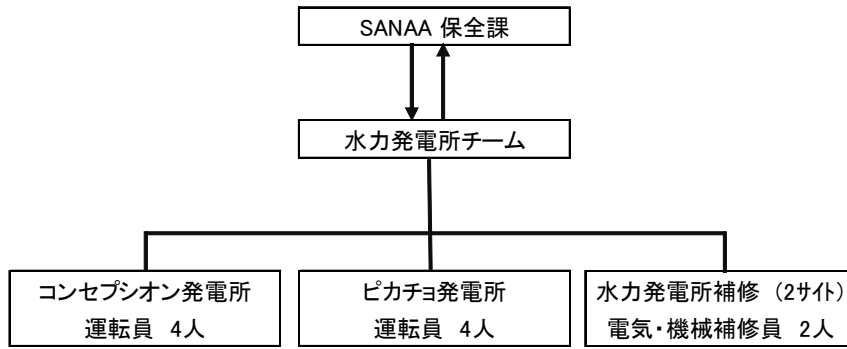 SANAA 保全課
水力発電所チーム
コンセプシオン発電所
運転員 4人
ピカチョ発電所
運転員 4人
水力発電所補修 (2ｻｲﾄ)
電気・機械補修員 2人